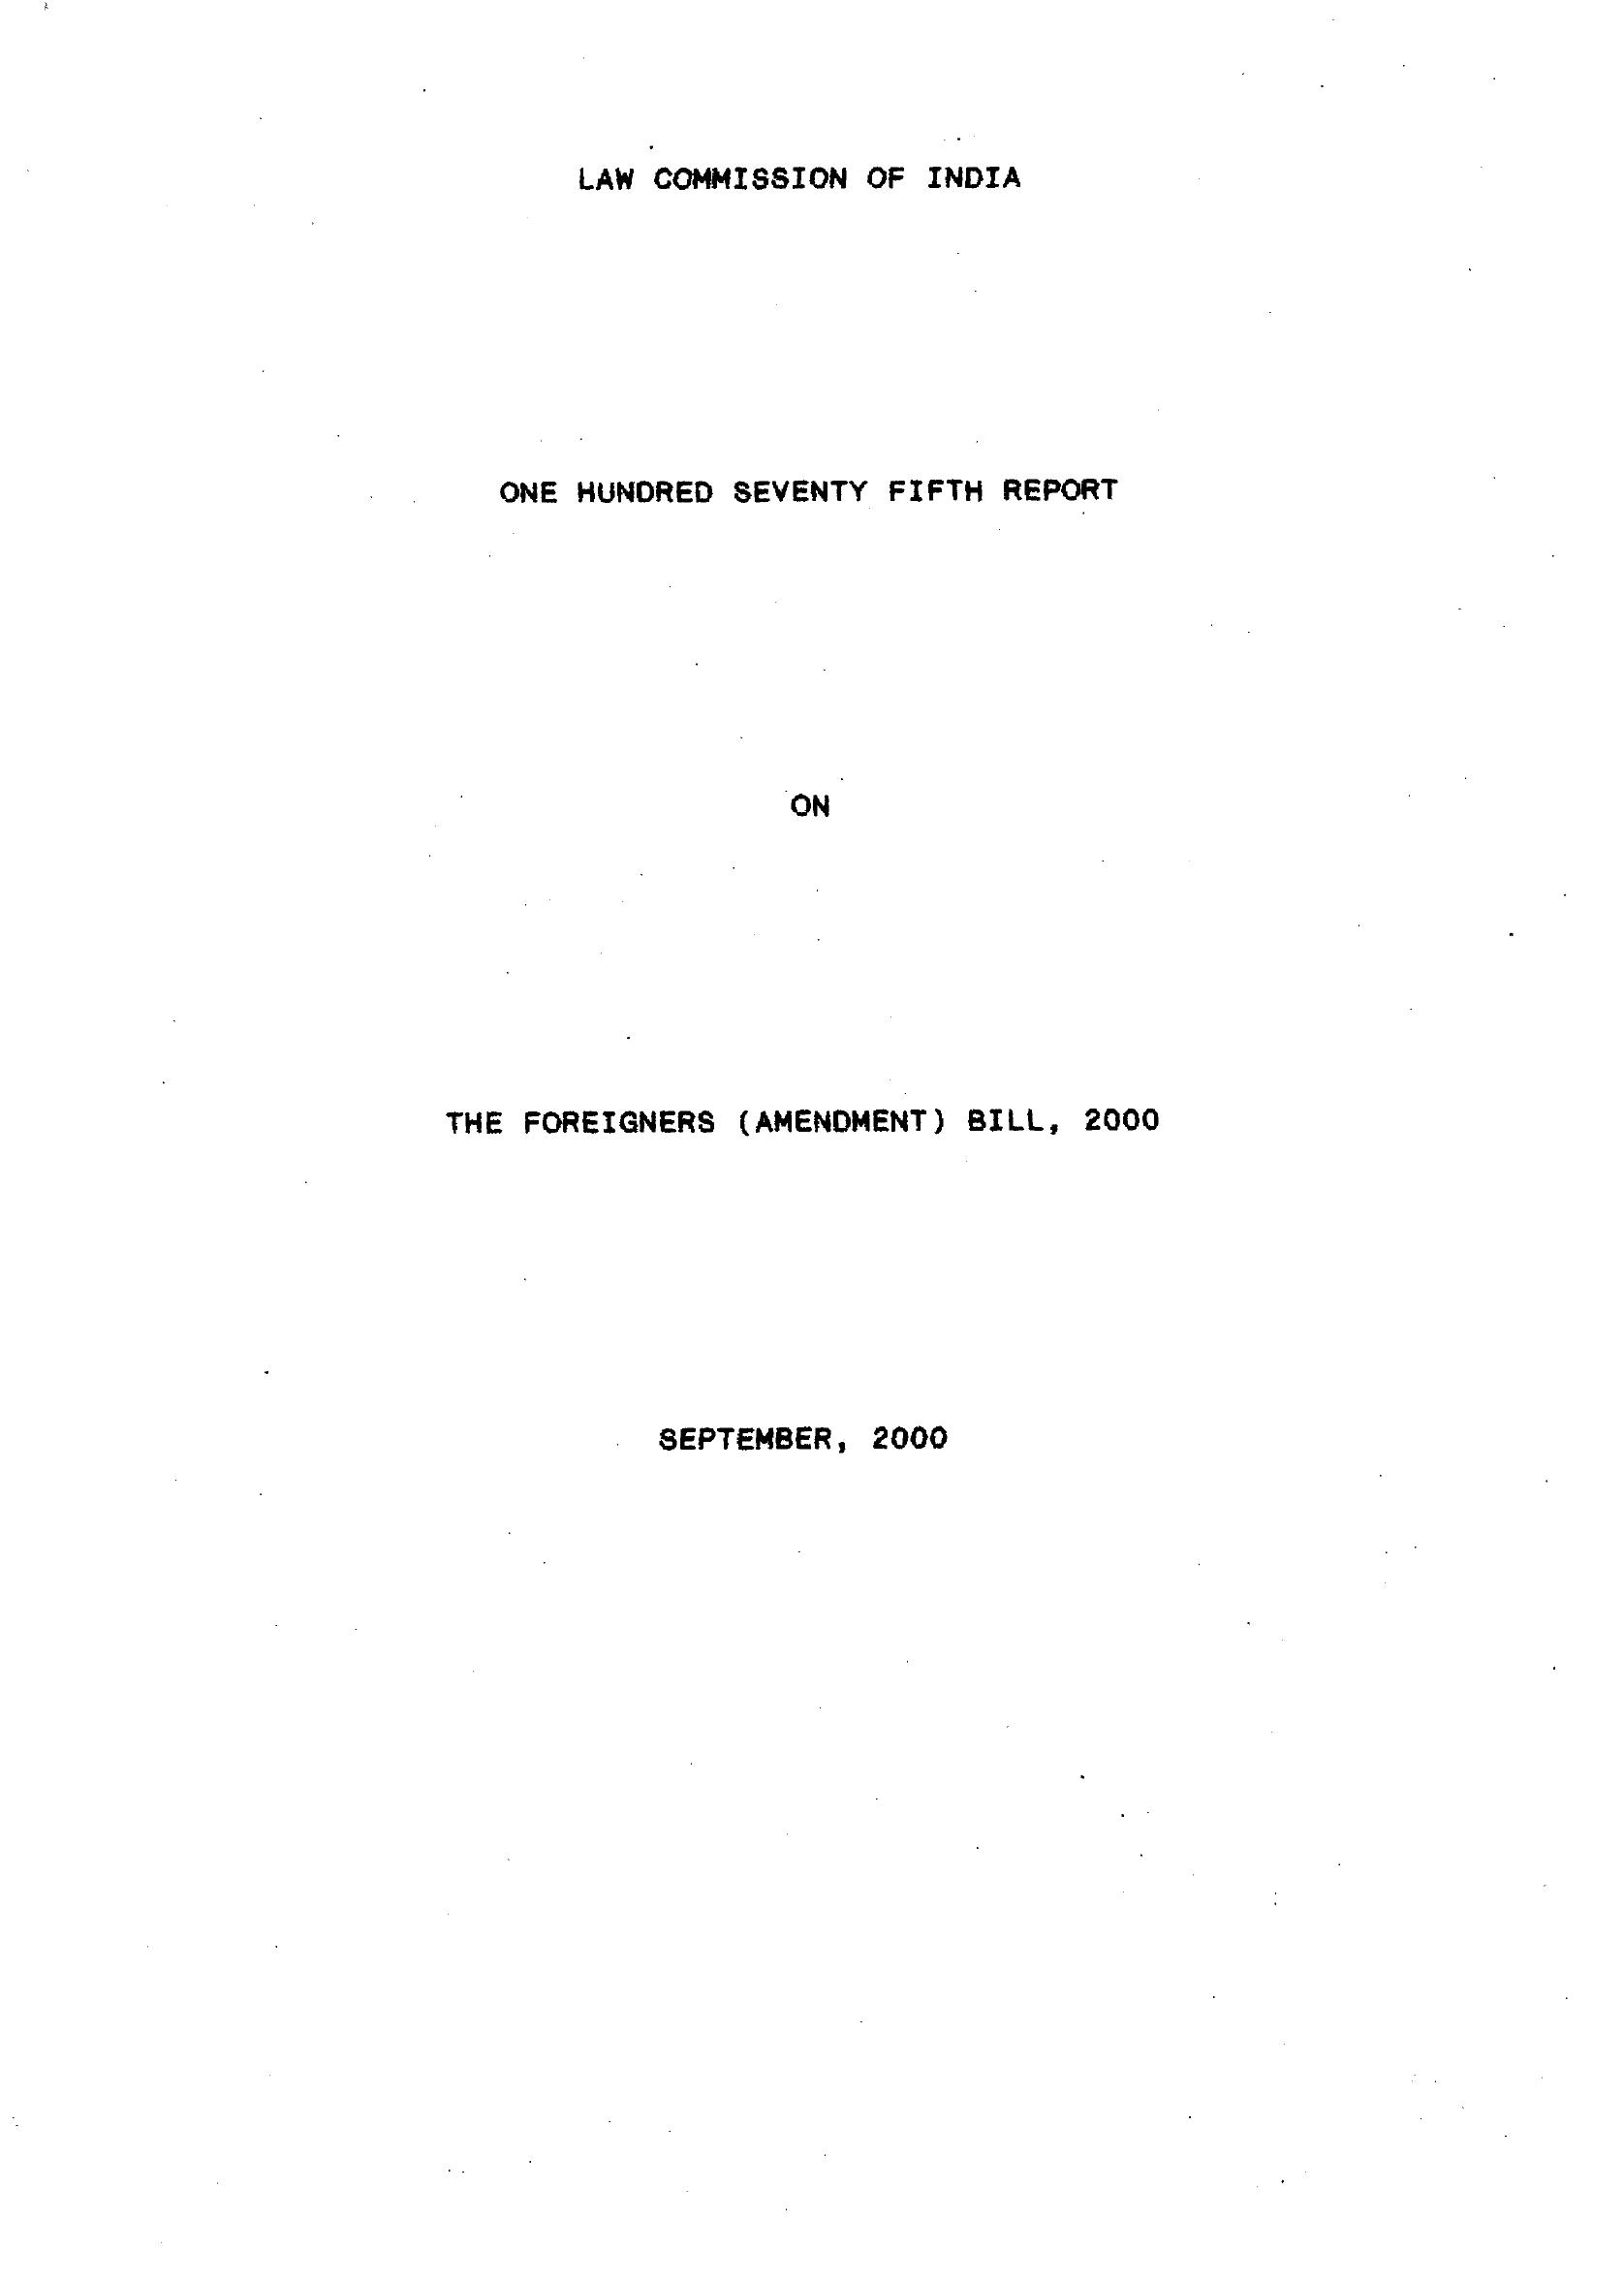 LAW COMMISSION OF INDIA
ONE HUNDRED SEVENTY FIFTH REPORT
ON
THE FOREIGNERS (AMENDMENT) BILL, 2000
SEPTEMBER, 2000